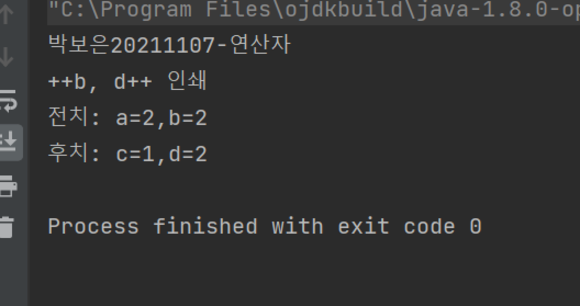 "C:\Program Files\ojdkbuild\java-1.8.0-op
박보은20211107-연산자
++b, d++ 인쇄
전치: a=2,b=2
후치: c=1,d=2
Process finished with exit code 0